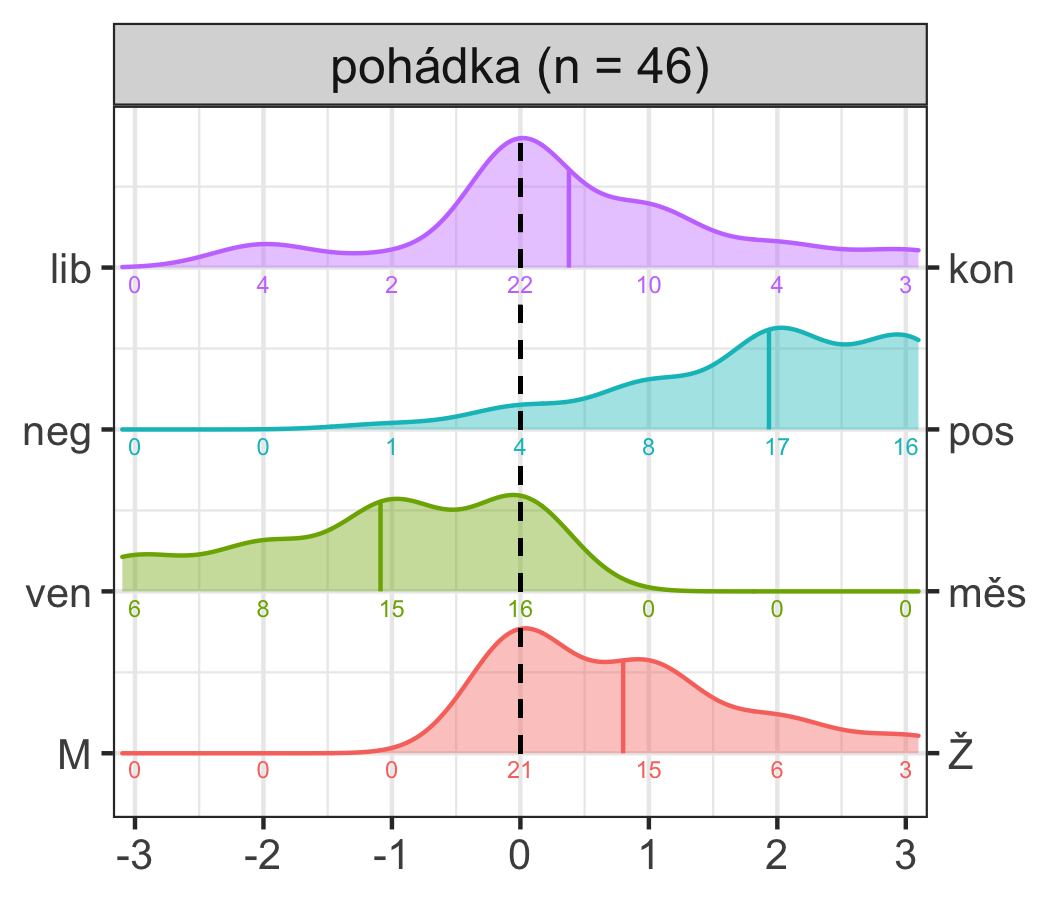 pohádka (n = 46)
lib kon
0 4 2 22 10 4 3
neg pos
0 0 1 4 8 17 16
ven měs
6 8 15 16 0 0 0
M Ž
0 0 0 21 15 6 3
-3 -2 -1 0 1 2 3